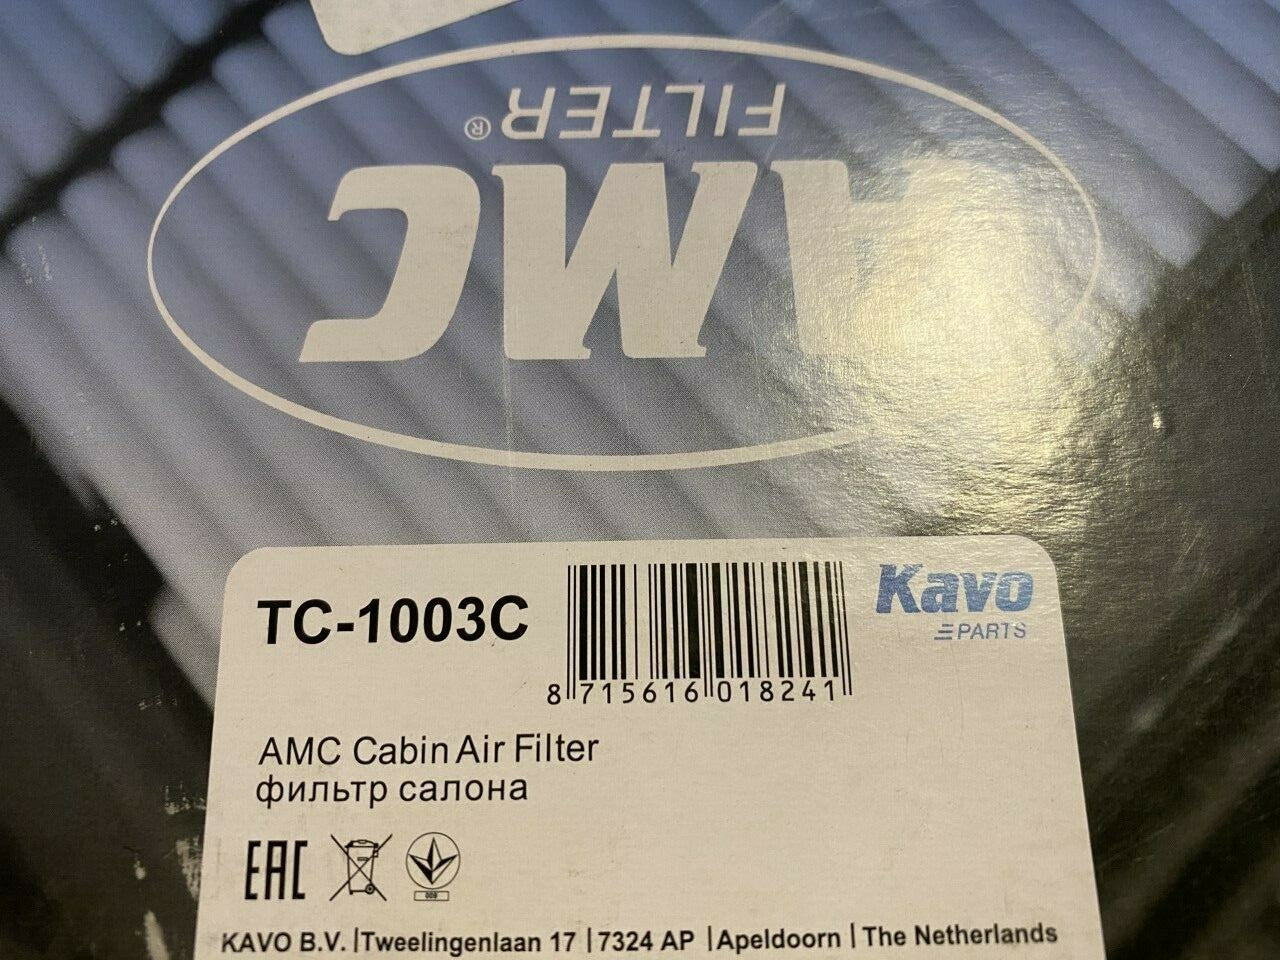 AMC
FILTER®
TC-1003C
8 715616 018241
Kavo
PARTS
AMC Cabin Air Filter
фильтр салона
EAC
009
KAVO B.V. | Tweelingenlaan 17 | 7324 AP | Apeldoorn | The Netherlands